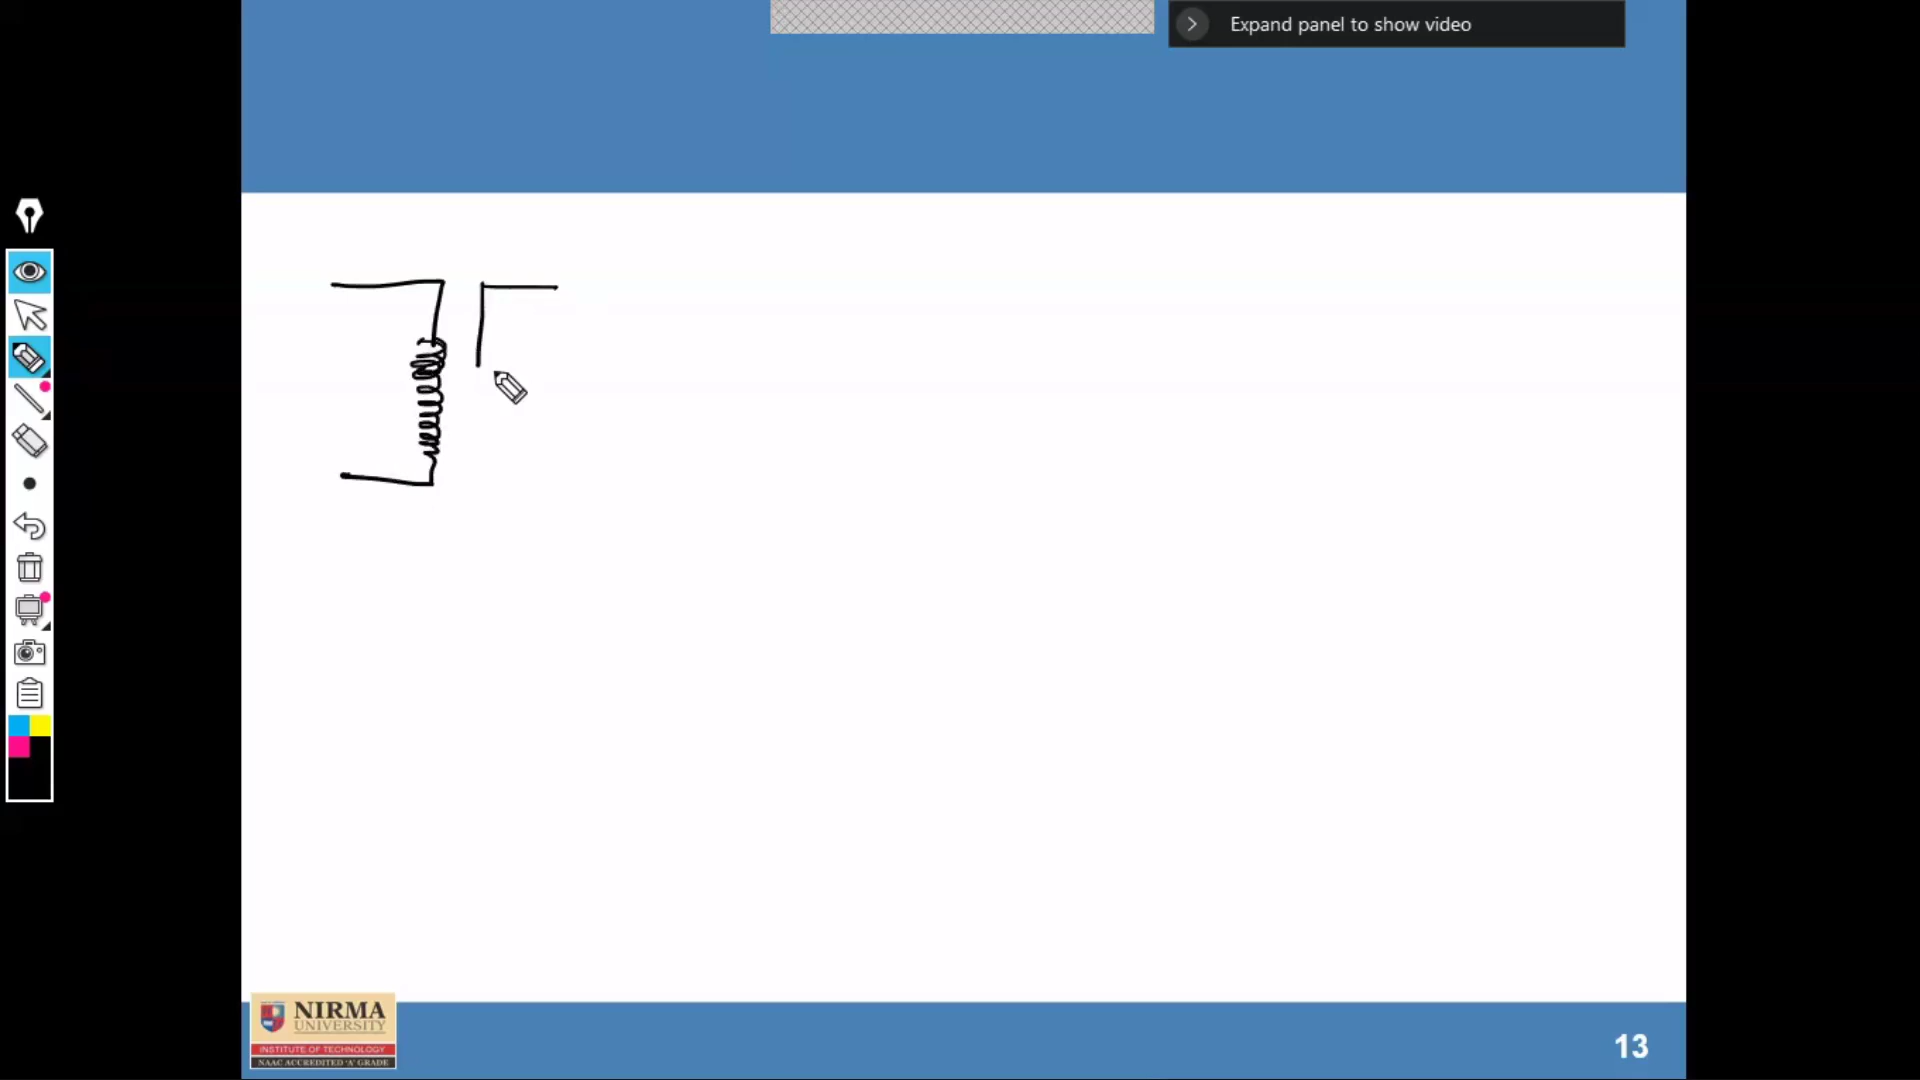 Expand panel to show video
NIRMA
UNIVERSITY
INSTITUTE OF TECHNOLOGY
NAAC ACCREDITED 'A' GRADE
13